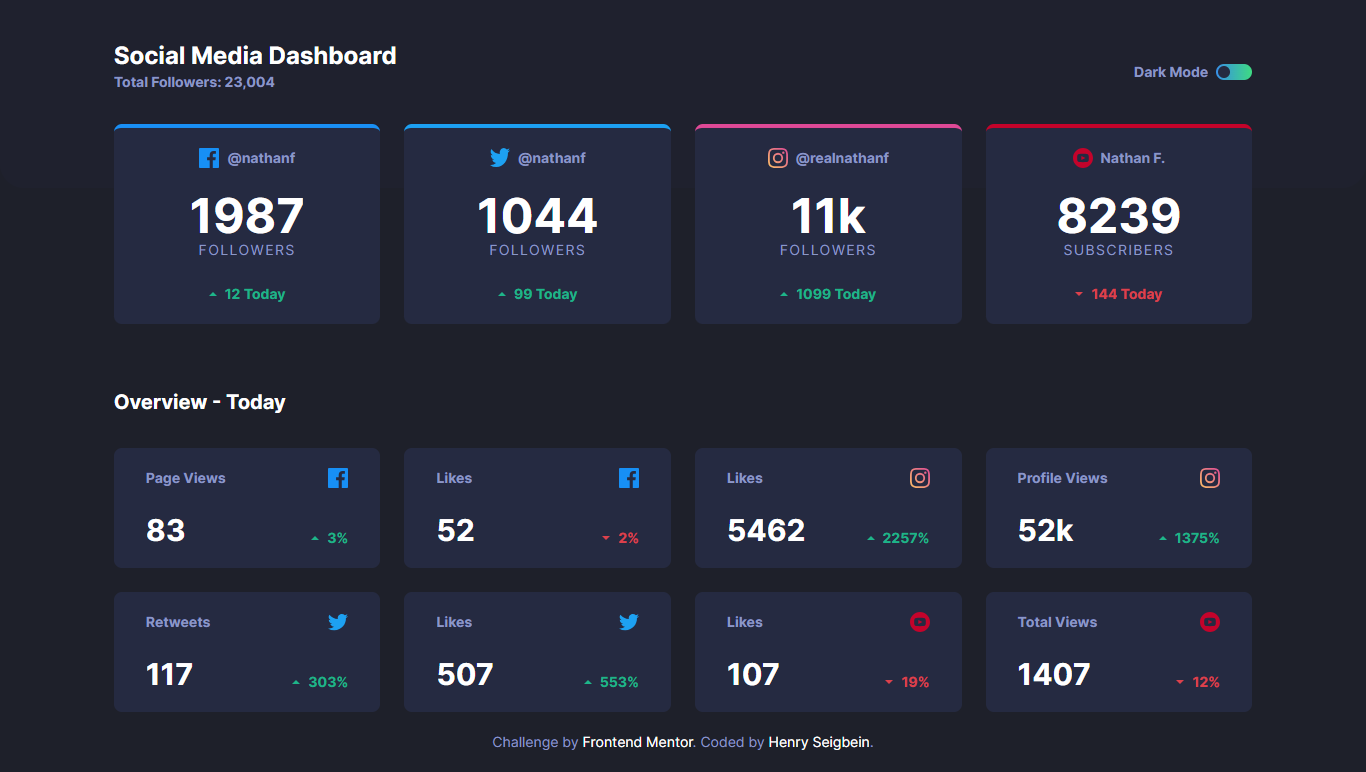 Social Media Dashboard
Total Followers: 23,004
Dark Mode
@nathanf
1987
FOLLOWERS
12 Today
@nathanf
1044
FOLLOWERS
99 Today
@realnathanf
11k
FOLLOWERS
1099 Today
Nathan F.
8239
SUBSCRIBERS
144 Today
Overview - Today
Page Views
83
3%
Likes
52
2%
Likes
5462
2257%
Profile Views
52k
1375%
Retweets
117
303%
Likes
507
553%
Likes
107
19%
Total Views
1407
12%
Challenge by Frontend Mentor. Coded by Henry Seigbein.